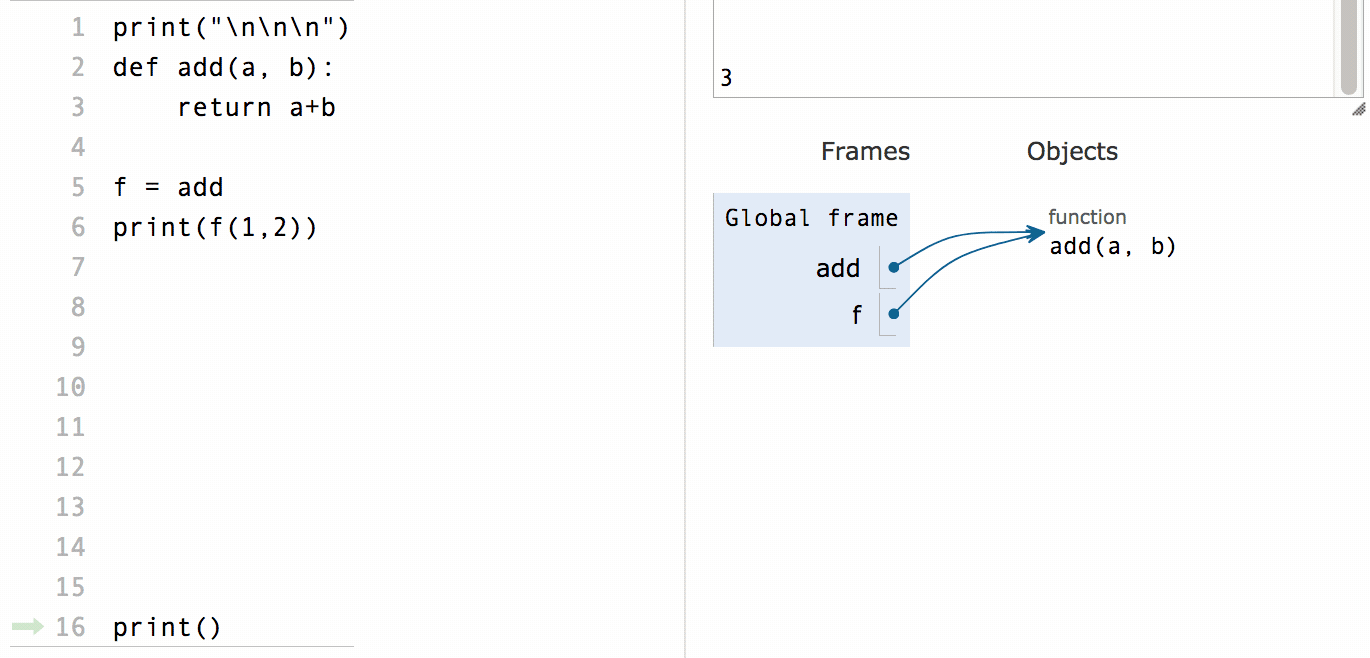 1 print("\n\n\n")
2 def add(a, b):
3     return a+b
4
5 f = add
6 print(f(1,2))
7
8
9
10
11
12
13
14
15
16 print()
3
Frames Objects
Global frame
add
f
function
add(a, b)